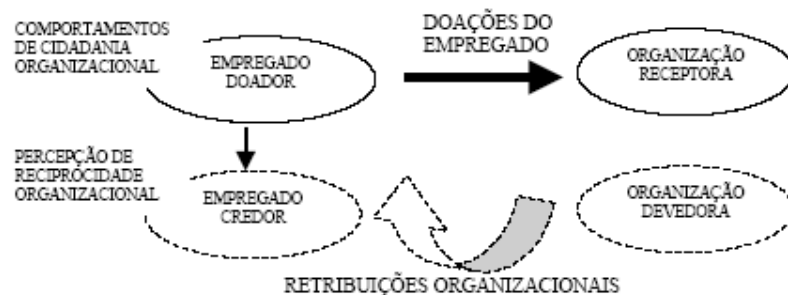 COMPORTAMENTOS
DE CIDADANIA
ORGANIZACIONAL
EMPREGADO
DOADOR
DOAÇÕES DO
EMPREGADO
ORGANIZAÇÃO
RECEPTORA
PERCEPÇÃO DE
RECIPROCIDADE
ORGANIZACIONAL
EMPREGADO
CREDOR
ORGANIZAÇÃO
DEVEDORA
RETRIBUIÇÕES ORGANIZACIONAIS